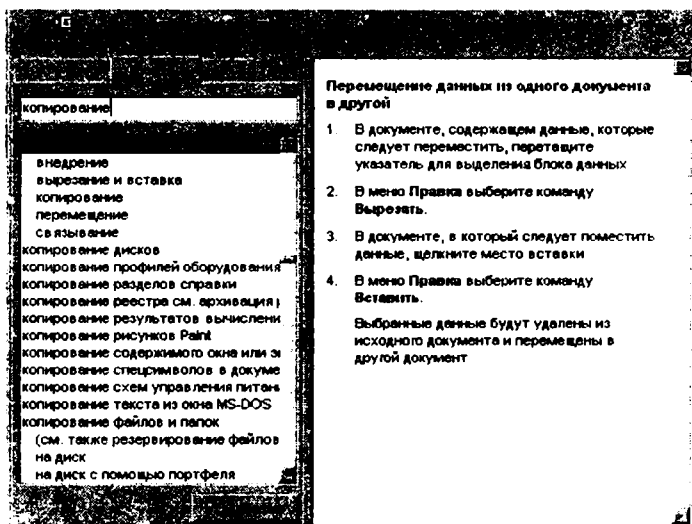 копирование
внедрение
вырезание и вставка
копирование
перемещение
связывание
копирование дисков
копирование профилей оборудования
копирование разделов справки
копирование реестра см. архивация
копирование результатов вычислени
копирование рисунков Paint
копирование содержимого окна или
копирование спецсимволов в докуме
копирование схем управления питан
копирование текста из окна MS-DOS
копирование файлов и папок
(см. также резервирование файлов
на диск
на диск с помощью портфеля
Перемещение данных из одного документа
в другой
1. В документе, содержащем данные, которые
следует переместить, перетащите
указатель для выделения блока данных
2. В меню Правка выберите команду
Вырезать.
3. В документе, в который следует поместить
данные, щелкните место вставки
4. В меню Правка выберите команду
Вставить.
Выбранные данные будут удалены из
исходного документа и перемещены в
другой документ